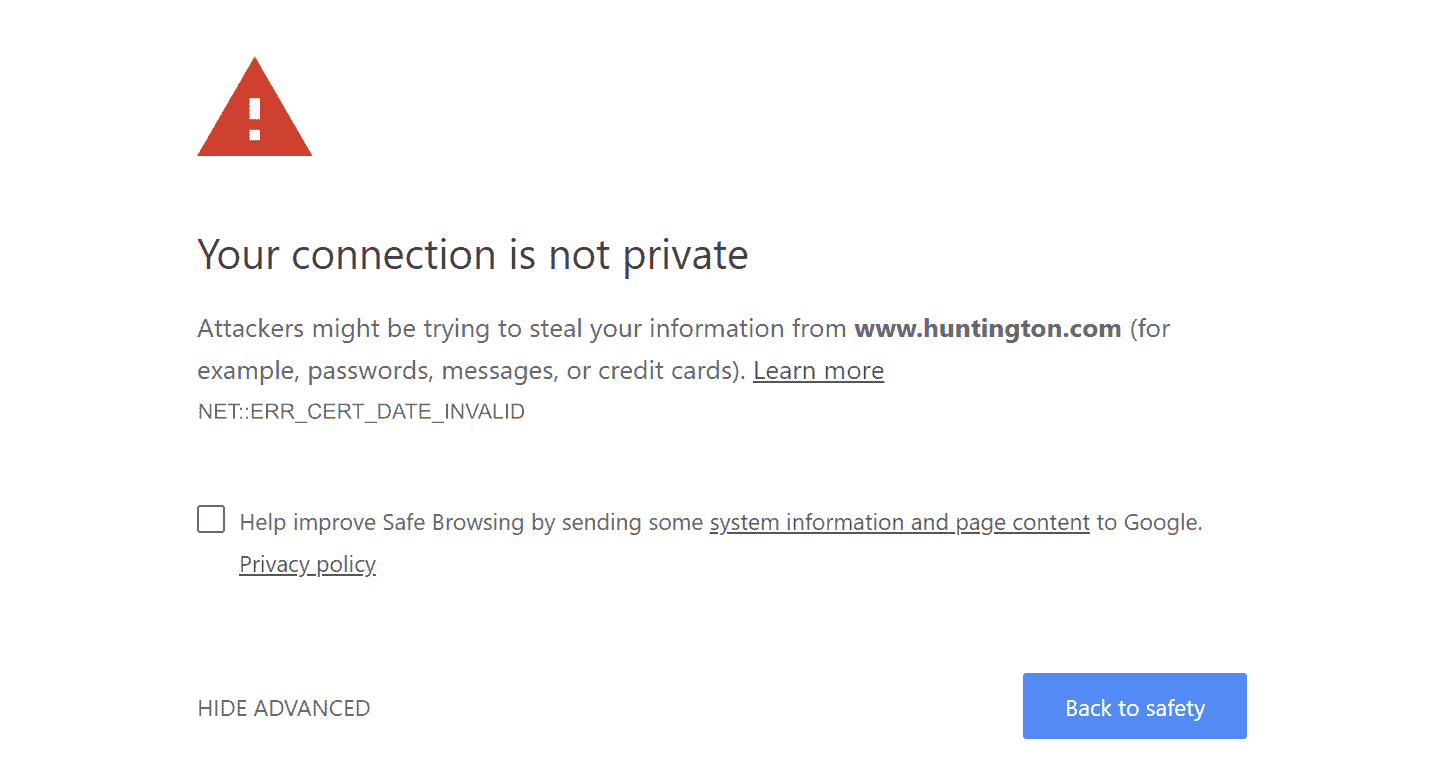 Your connection is not private
Attackers might be trying to steal your information from www.huntington.com (for
example, passwords, messages, or credit cards). Learn more
NET::ERR_CERT_DATE_INVALID
Help improve Safe Browsing by sending some system information and page content to Google.
Privacy policy
HIDE ADVANCED
Back to safety